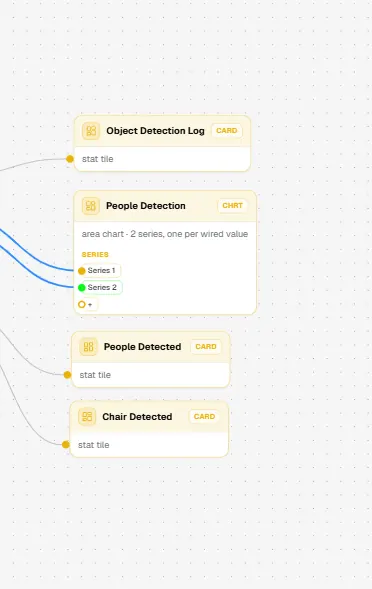 Object Detection Log CARD
stat tile
People Detection CHRT
area chart · 2 series, one per wired value
SERIES
Series 1
Series 2
+
People Detected CARD
stat tile
Chair Detected CARD
stat tile